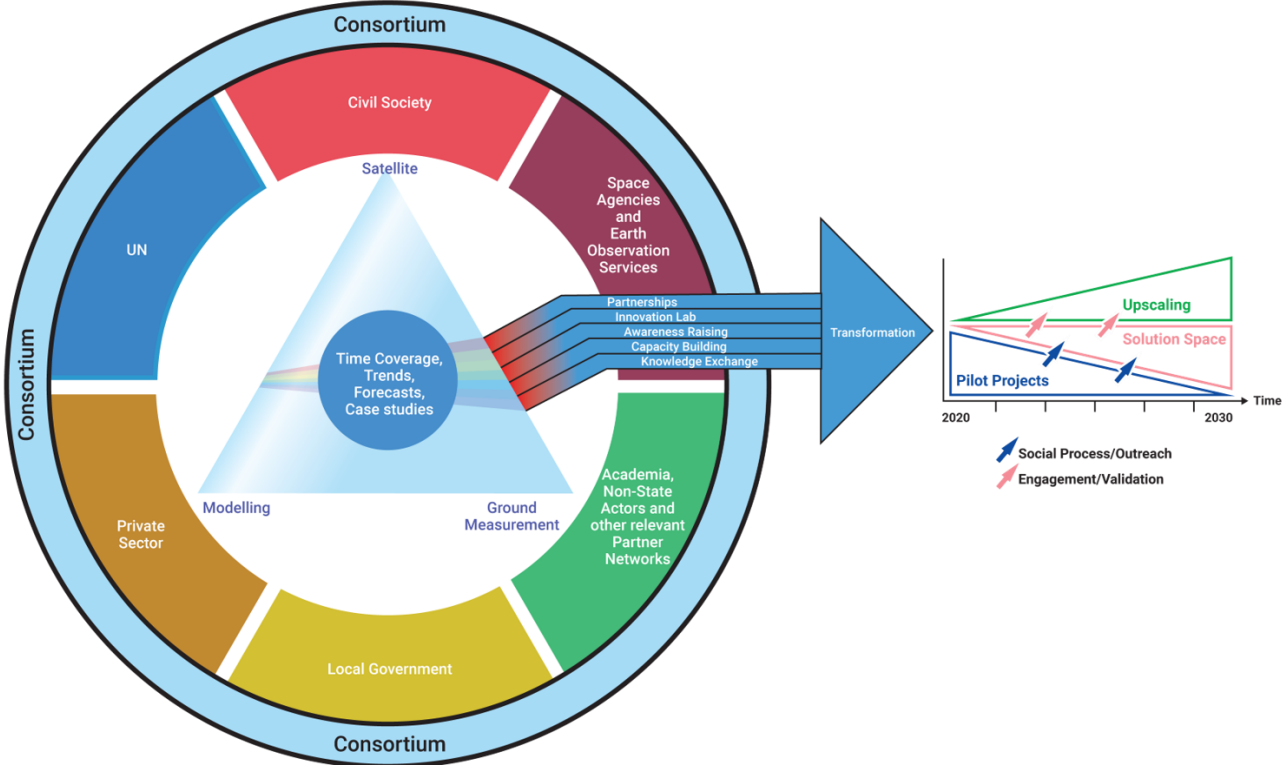 Consortium
Civil Society
Satellite
Space
Agencies
and
Earth
Observation
Services
UN
Partnerships
Innovation Lab
Awareness Raising
Capacity Building
Knowledge Exchange
Transformation
Time Coverage,
Trends,
Forecasts,
Case studies
Consortium
Modelling
Ground
Measurement
Private
Sector
Academia,
Non-State
Actors and
other relevant
Partner
Networks
Local Government
Consortium
Upscaling
Solution Space
Pilot Projects
Time
2020
2030
Social Process/Outreach
Engagement/Validation